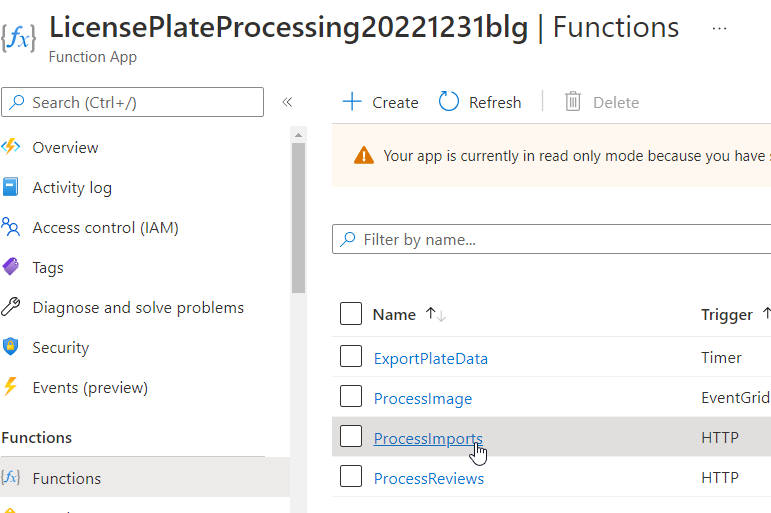 LicensePlateProcessing20221231blg | Functions ...
Function App
Search (Ctrl+/)
«
Create
Refresh
Delete
Overview
Activity log
Access control (IAM)
Tags
Diagnose and solve problems
Security
Events (preview)
Functions
Functions
Your app is currently in read only mode because you have
Filter by name...
Name ↑↓ Trigger ↑
ExportPlateData Timer
ProcessImage EventGrid
ProcessImports HTTP
ProcessReviews HTTP